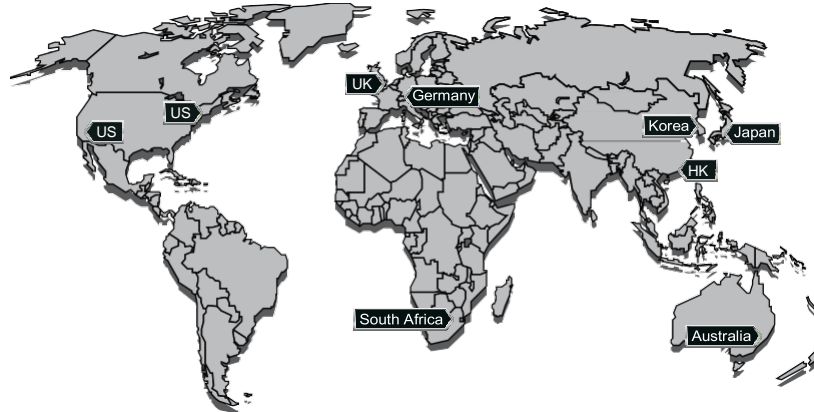 UK
Germany
US
US
Korea
Japan
HK
South Africa
Australia